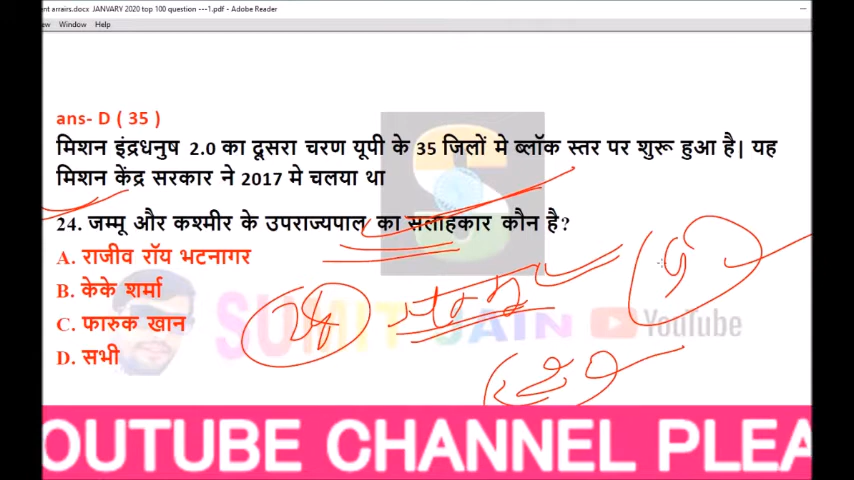 ent arrairs.docx JANVARY 2020 top 100 question ---1.pdf - Adobe Reader
ew Window Help
ans- D ( 35 )
मिशन इंद्रधनुष 2.0 का दूसरा चरण यूपी के 35 जिलों मे ब्लॉक स्तर पर शुरू हुआ है| यह
मिशन केंद्र सरकार ने 2017 मे चलया था
24. जम्मू और कश्मीर के उपराज्यपाल का सलाहकार कौन है?
A. राजीव रॉय भटनागर
B. केके शर्मा
C. फारुक खान
D. सभी
SUMIT JAIN YouTube
OUTUBE CHANNEL PLEA